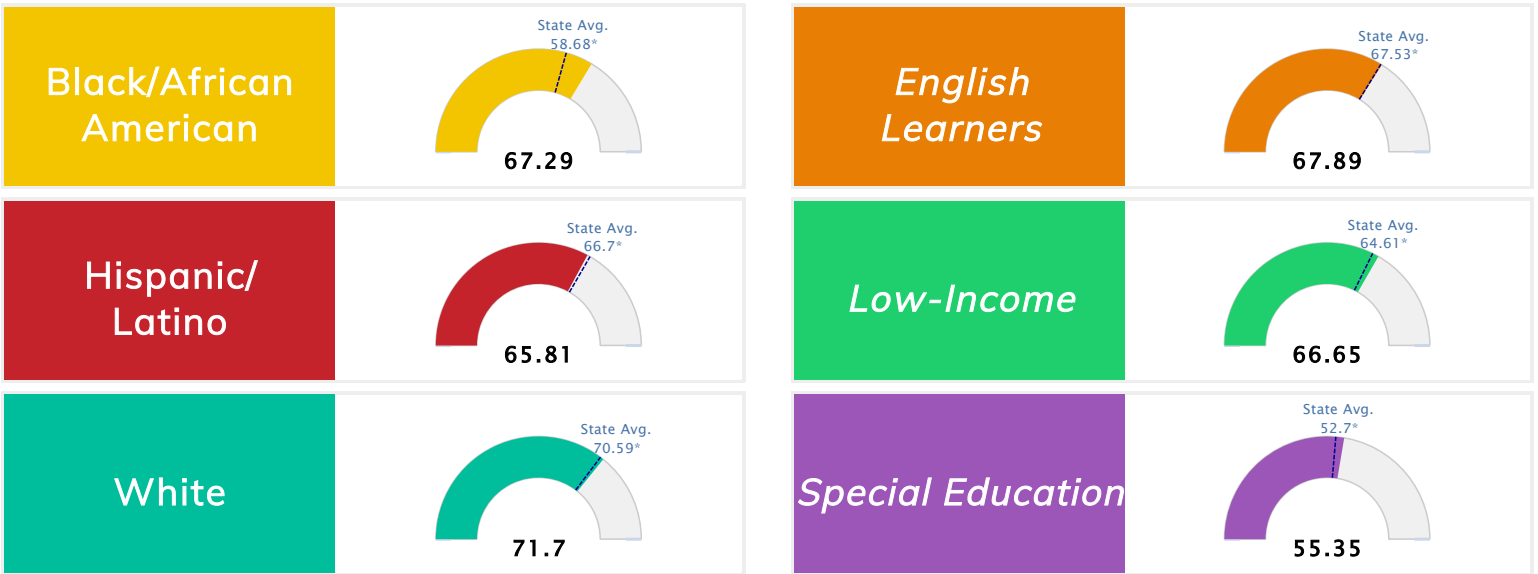 Black/African
American
State Avg.
58.68*
67.29
English
Learners
State Avg.
67.53*
67.89
Hispanic/
Latino
State Avg.
66.7*
65.81
Low-Income
State Avg.
64.61*
66.65
White
State Avg.
70.59*
71.7
Special Education
State Avg.
52.7*
55.35